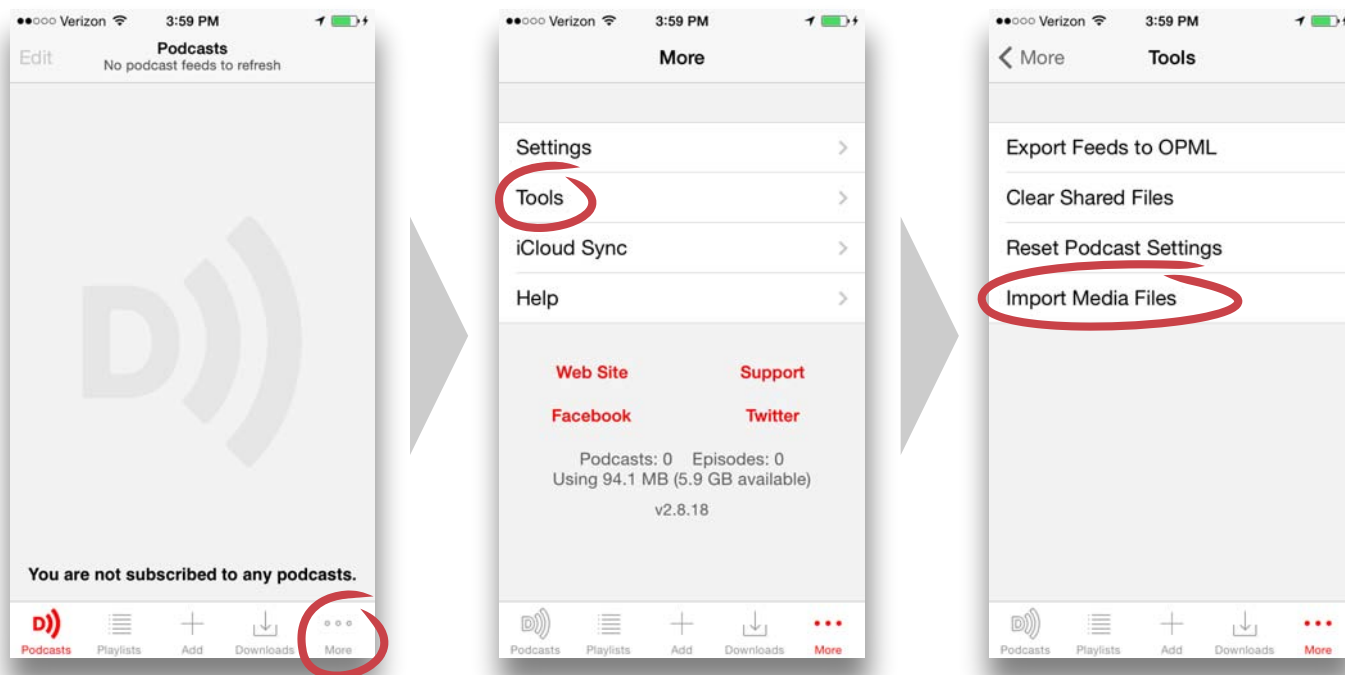 Verizon 3:59 PM
Edit
Podcasts
No podcast feeds to refresh
D
You are not subscribed to any podcasts.
D
Podcasts Playlists Add Downloads More
Verizon 3:59 PM
More
Settings
Tools
iCloud Sync
Help
Web Site Support
Facebook Twitter
Podcasts: 0 Episodes: 0
Using 94.1 MB (5.9 GB available)
v2.8.18
D
Podcasts Playlists Add Downloads More
Verizon 3:59 PM
More Tools
Export Feeds to OPML
Clear Shared Files
Reset Podcast Settings
Import Media Files
D
Podcasts Playlists Add Downloads More